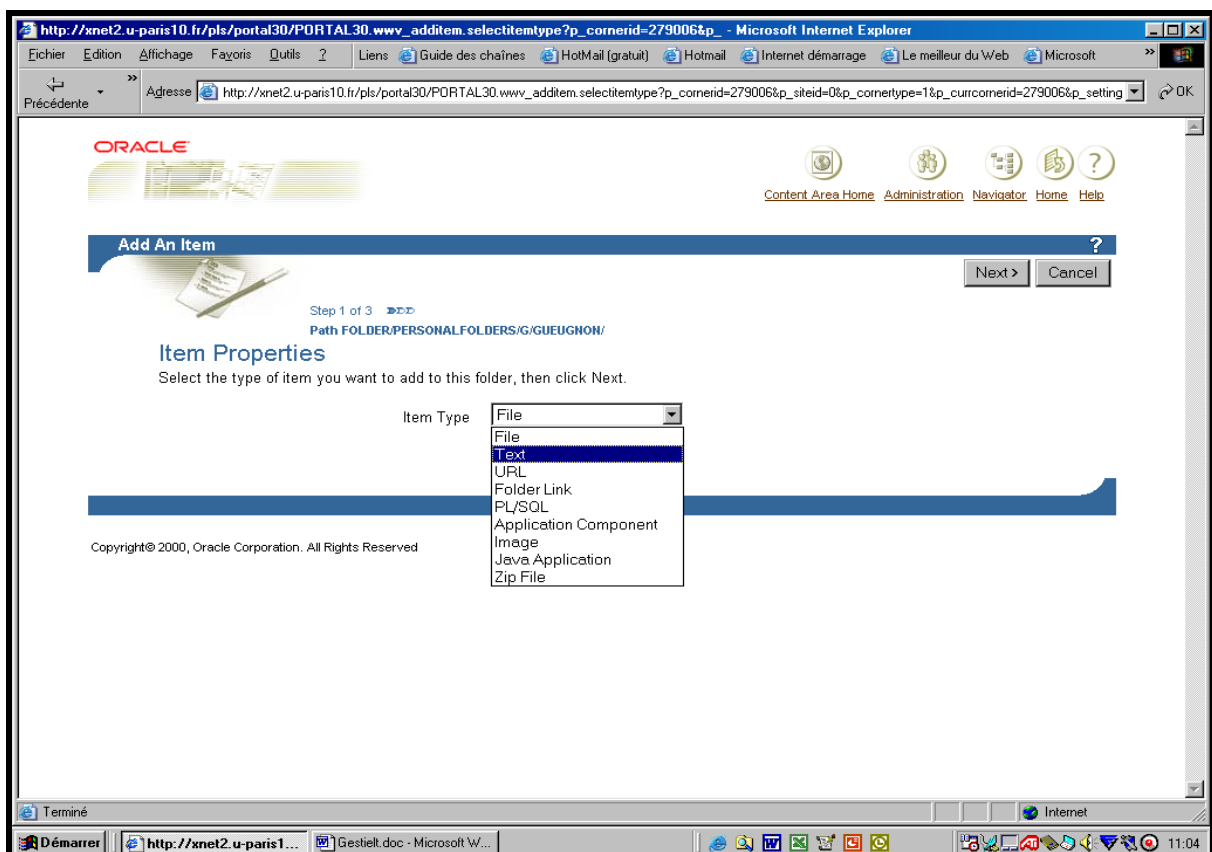 http://xnet2.u-paris10.fr/pls/portal30/PORTAL30.wwv_additem.selectitemtype?p_cornerid=279006&p_ - Microsoft Internet Explorer
Fichier Edition Affichage Favoris Outils ? Liens Guide des chaînes HotMail (gratuit) Hotmail Internet démarrage Le meilleur du Web Microsoft »
Précédente » Adresse http://xnet2.u-paris10.fr/pls/portal30/PORTAL30.wwv_additem.selectitemtype?p_cornerid=279006&p_siteid=0&p_cornertype=1&p_currcornerid=279006&p_setting OK
ORACLE
Content Area Home Administration Navigator Home Help
Add An Item ?
Next > Cancel
Step 1 of 3
Path FOLDER/PERSONALFOLDERS/G/GUEUGNON/
Item Properties
Select the type of item you want to add to this folder, then click Next.
Item Type File
File
Text
URL
Folder Link
PL/SQL
Application Component
Image
Java Application
Zip File
Copyright© 2000, Oracle Corporation. All Rights Reserved
Terminé Internet
Démarrer http://xnet2.u-paris1... Gestielt.doc - Microsoft W... 11:04